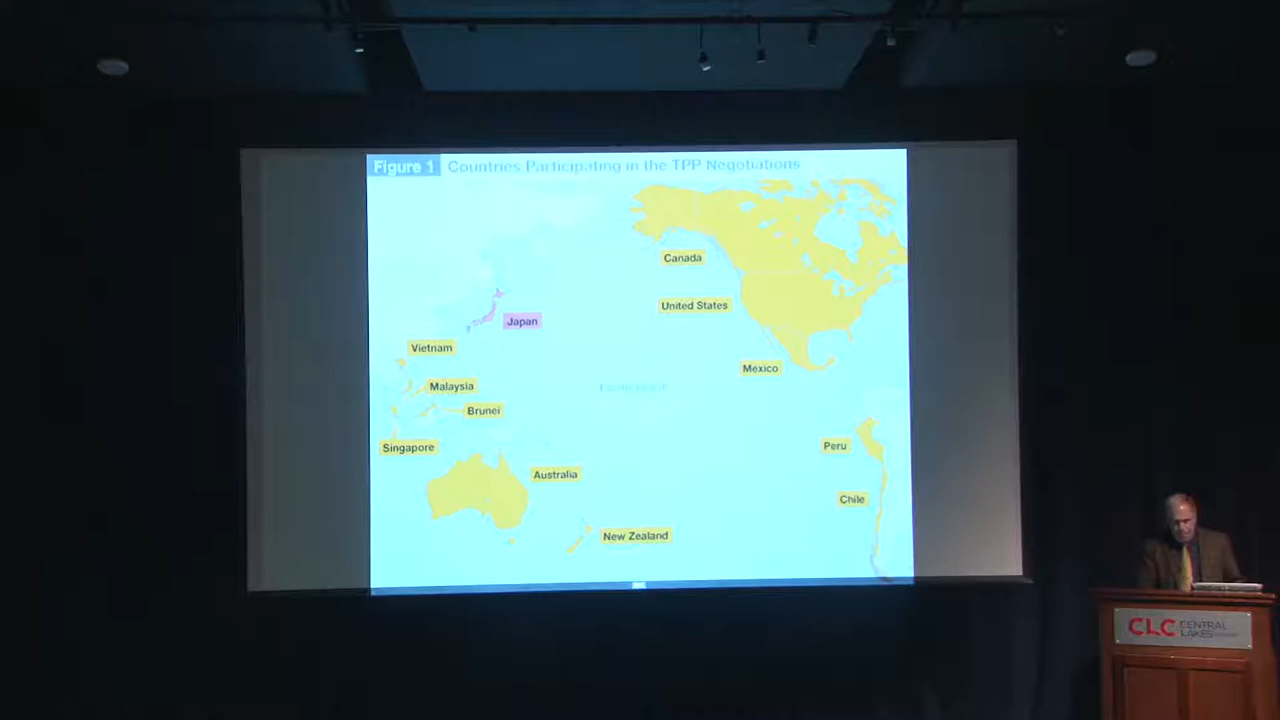 Figure 1 Countries Participating in the TPP Negotiations
Canada
United States
Japan
Vietnam
Mexico
Malaysia
Brunei
Peru
Singapore
Australia
Chile
New Zealand
CLC CENTRAL
LAKES